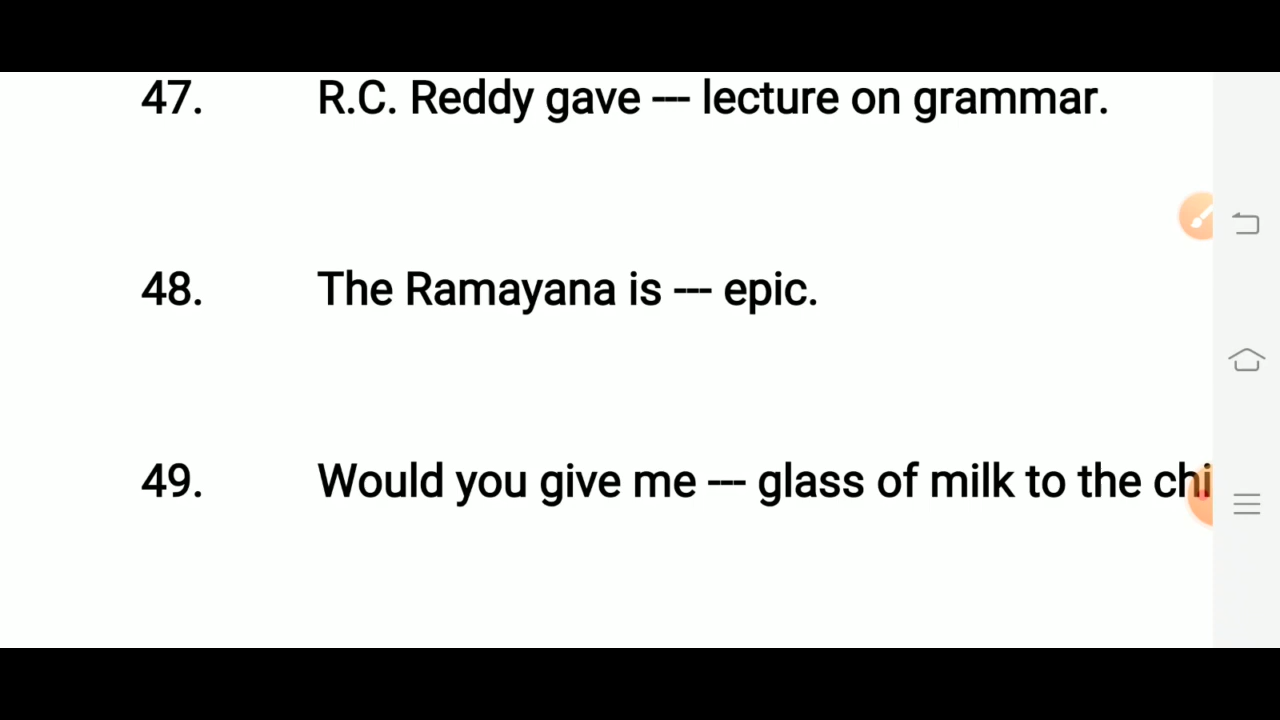 47. R.C. Reddy gave --- lecture on grammar.
48. The Ramayana is --- epic.
49. Would you give me --- glass of milk to the